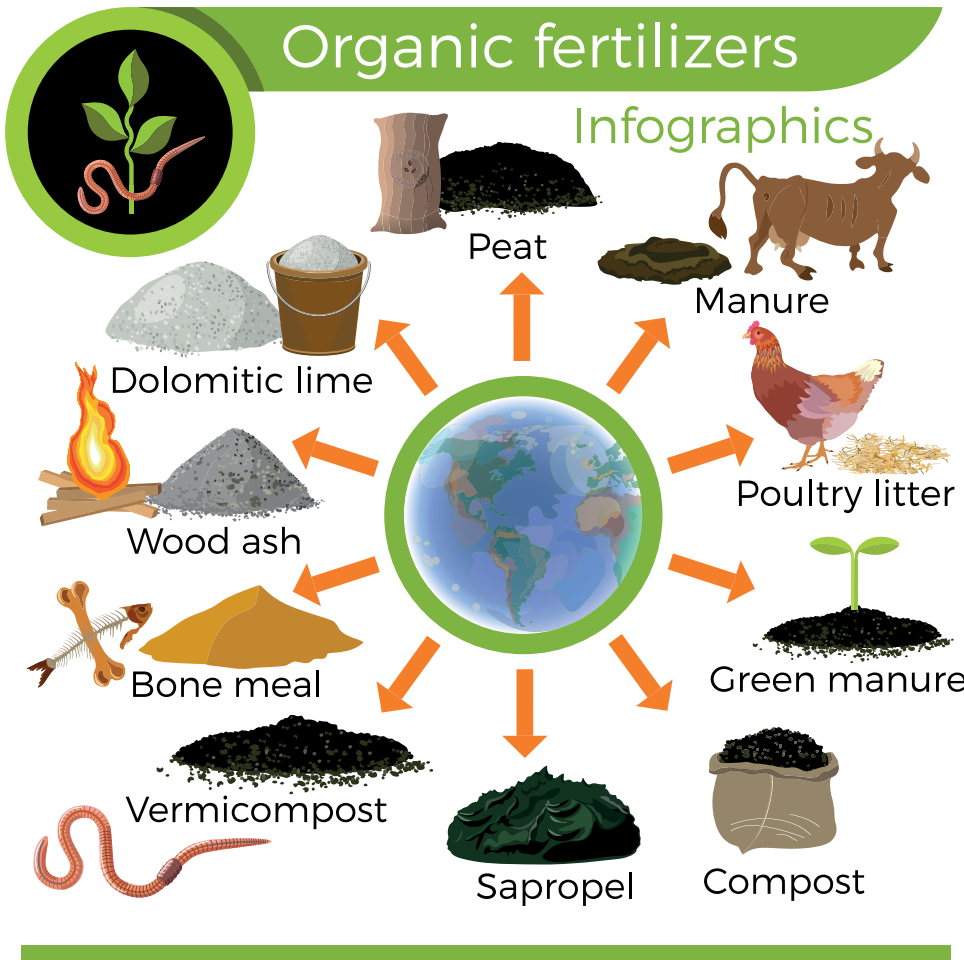 Organic fertilizers
Infographics
Peat
Manure
Dolomitic lime
Poultry litter
Wood ash
Green manure
Bone meal
Vermicompost
Sapropel
Compost